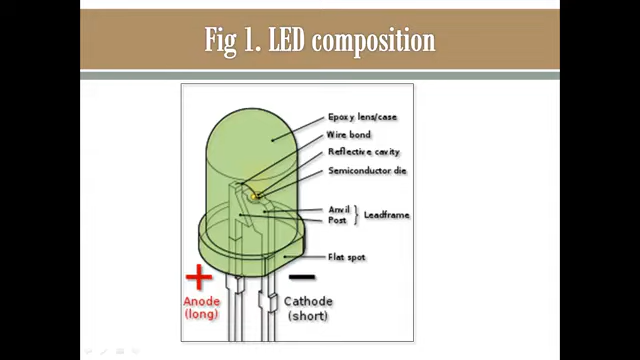 Fig 1. LED composition
Epoxy lens/case
Wire bond
Reflective cavity
Semiconductor die
Anvil
Post
Leadframe
Flat spot
+
−
Anode
(long)
Cathode
(short)